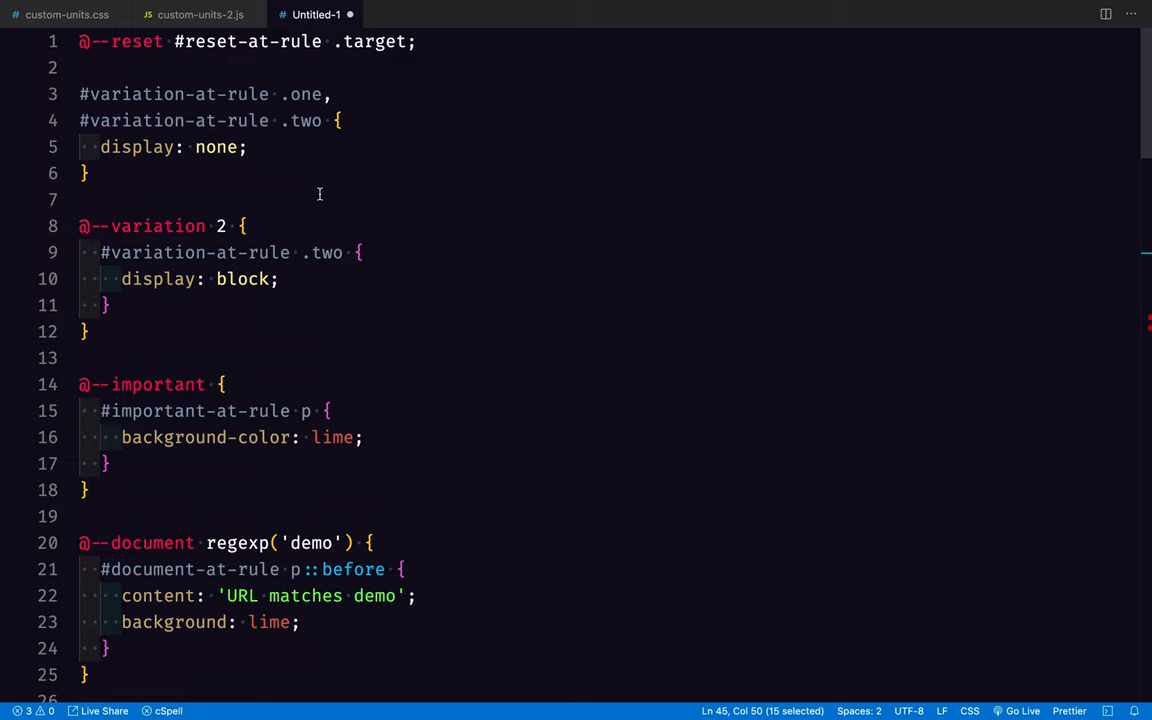 # custom-units.css JS custom-units-2.js # Untitled-1
1 @--reset #reset-at-rule .target;
2
3 #variation-at-rule .one,
4 #variation-at-rule .two {
5 display: none;
6 }
7
8 @--variation 2 {
9 #variation-at-rule .two {
10 display: block;
11 }
12 }
13
14 @--important {
15 #important-at-rule p {
16 background-color: lime;
17 }
18 }
19
20 @--document regexp('demo') {
21 #document-at-rule p::before {
22 content: 'URL matches demo';
23 background: lime;
24 }
25 }
26
3 0 Live Share cSpell Ln 45, Col 50 (15 selected) Spaces: 2 UTF-8 LF CSS Go Live Prettier